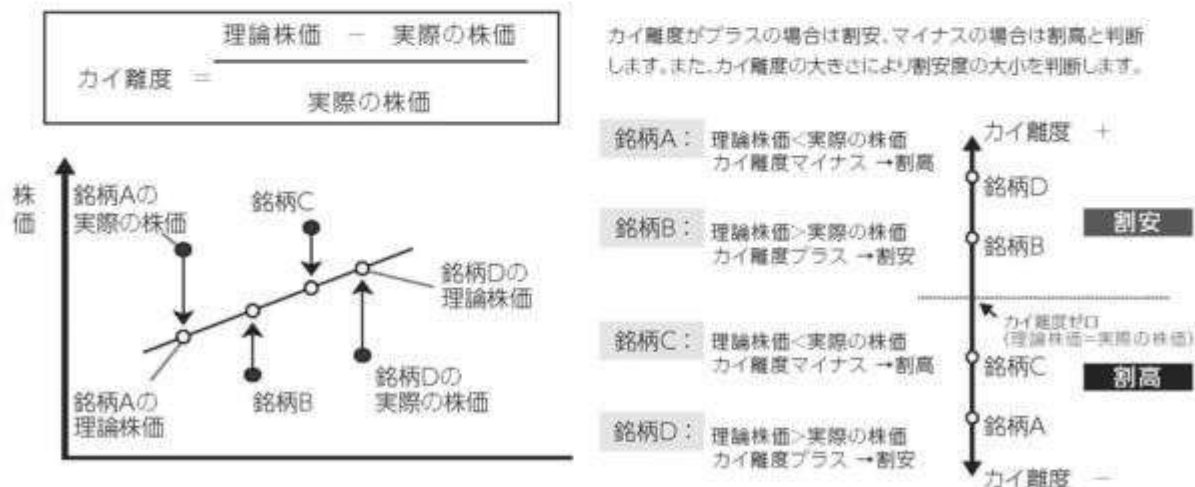 理論株価 － 実際の株価
カイ離度 ＝
実際の株価
株価
銘柄Aの
実際の株価
銘柄C
銘柄Dの
理論株価
銘柄Aの
理論株価
銘柄B
銘柄Dの
実際の株価
カイ離度がプラスの場合は割安、マイナスの場合は割高と判断
します。また、カイ離度の大きさにより割安度の大小を判断します。
銘柄A： 理論株価<実際の株価
カイ離度マイナス →割高
銘柄B： 理論株価>実際の株価
カイ離度プラス →割安
銘柄C： 理論株価<実際の株価
カイ離度マイナス →割高
銘柄D： 理論株価>実際の株価
カイ離度プラス →割安
カイ離度 ＋
銘柄D
割安
銘柄B
カイ離度ゼロ
(理論株価=実際の株価)
銘柄C
割高
銘柄A
カイ離度 －